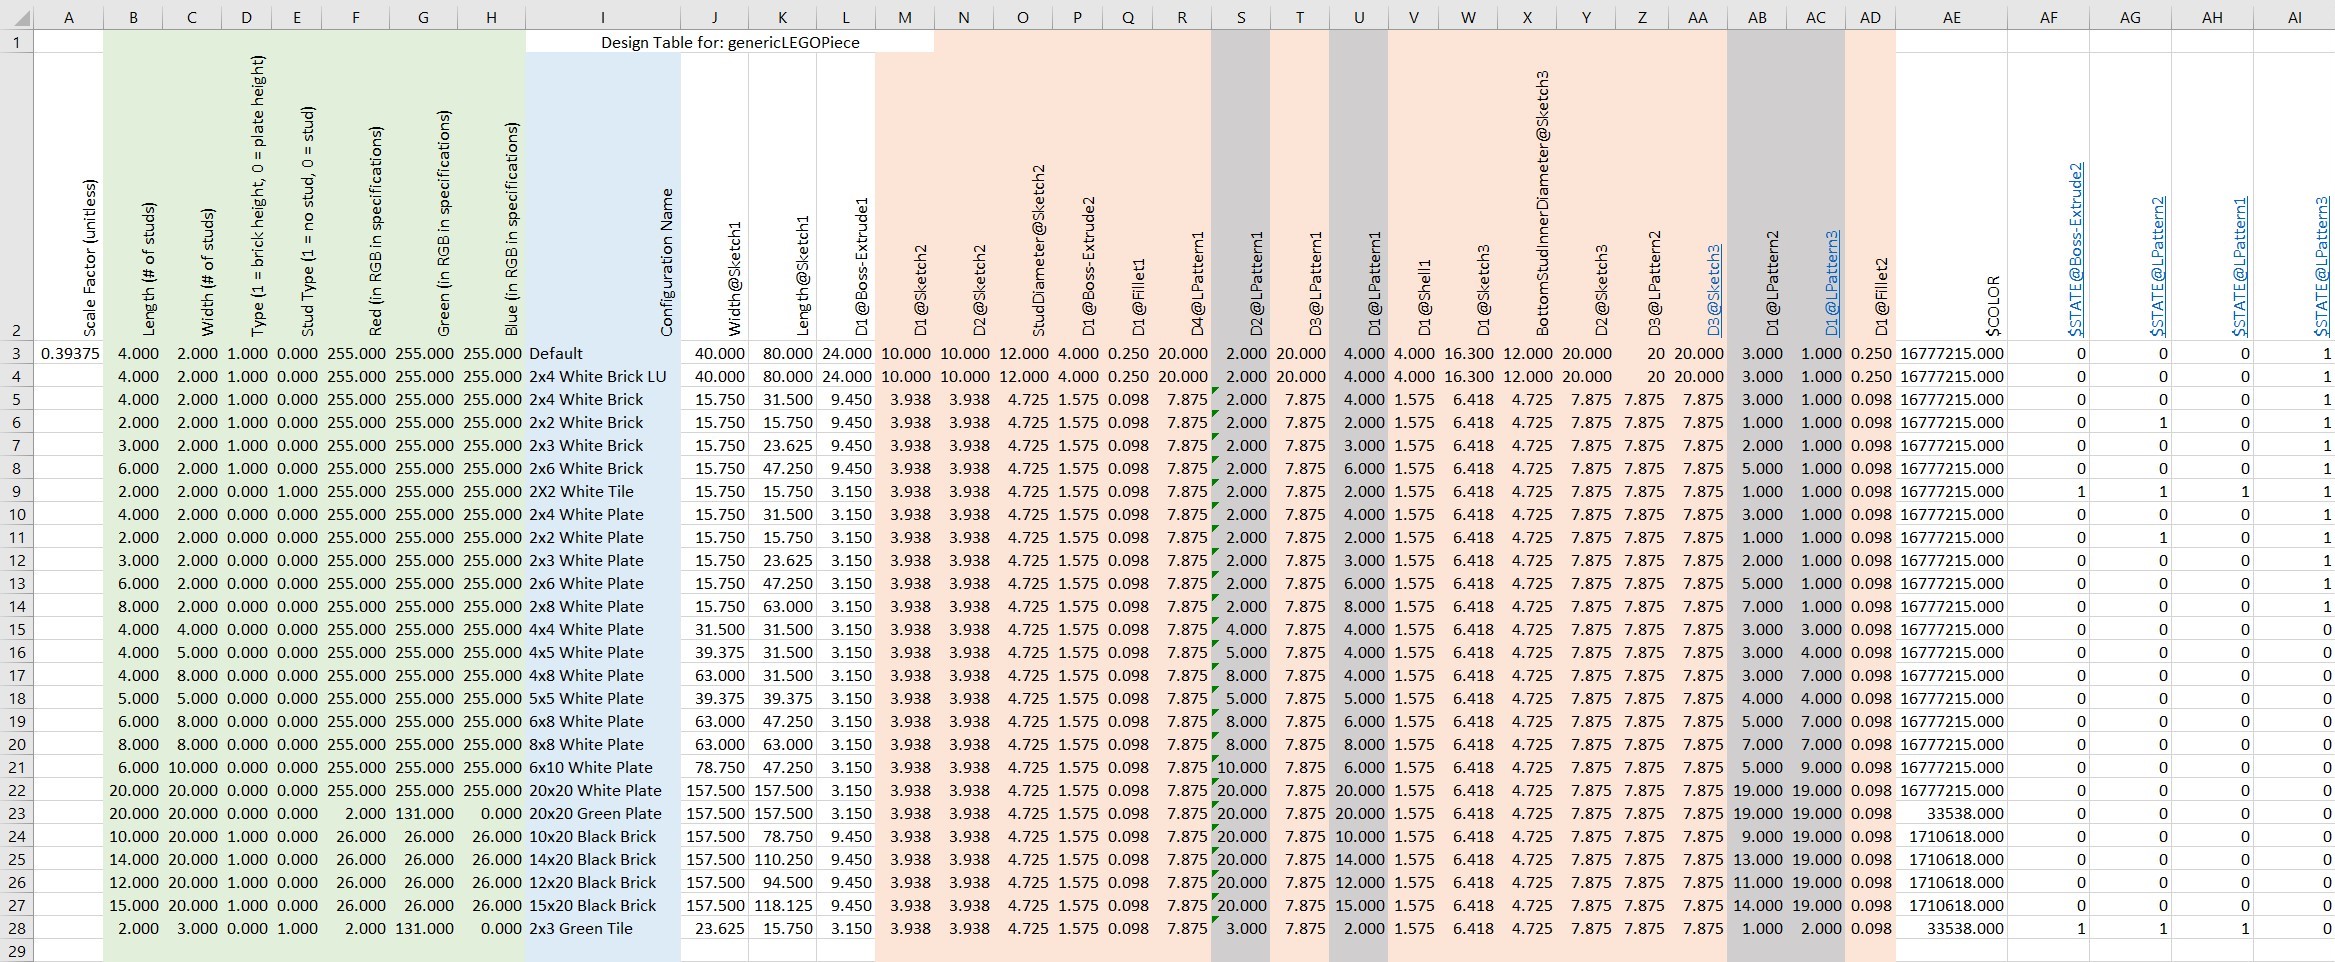 A B C D E F G H I J K L M N O P Q R S T U V W X Y Z AA AB AC AD AE AF AG AH AI
1 Design Table for: genericLEGOPiece
2 Scale Factor (unitless) Length (# of studs) Width (# of studs) Type (1 = brick height, 0 = plate height) Stud Type (1 = no stud, 0 = stud) Red (in RGB in specifications) Green (in RGB in specifications) Blue (in RGB in specifications) Configuration Name Width@Sketch1 Length@Sketch1 D1@Boss-Extrude1 D1@Sketch2 D2@Sketch2 StudDiameter@Sketch2 D1@Boss-Extrude2 D1@Fillet1 D4@LPattern1 D2@LPattern1 D3@LPattern1 D1@LPattern1 D1@Shell1 D1@Sketch3 BottomStudInnerDiameter@Sketch3 D2@Sketch3 D3@LPattern2 D3@Sketch3 D1@LPattern2 D1@LPattern3 D1@Fillet2 $COLOR $STATE@Boss-Extrude2 $STATE@LPattern2 $STATE@LPattern1 $STATE@LPattern3
3 0.39375 4.000 2.000 1.000 0.000 255.000 255.000 255.000 Default 40.000 80.000 24.000 10.000 10.000 12.000 4.000 0.250 20.000 2.000 20.000 4.000 4.000 16.300 12.000 20.000 20 20.000 3.000 1.000 0.250 16777215.000 0 0 0 1
4 4.000 2.000 1.000 0.000 255.000 255.000 255.000 2x4 White Brick LU 40.000 80.000 24.000 10.000 10.000 12.000 4.000 0.250 20.000 2.000 20.000 4.000 4.000 16.300 12.000 20.000 20 20.000 3.000 1.000 0.250 16777215.000 0 0 0 1
5 4.000 2.000 1.000 0.000 255.000 255.000 255.000 2x4 White Brick 15.750 31.500 9.450 3.938 3.938 4.725 1.575 0.098 7.875 2.000 7.875 4.000 1.575 6.418 4.725 7.875 7.875 7.875 3.000 1.000 0.098 16777215.000 0 0 0 1
6 2.000 2.000 1.000 0.000 255.000 255.000 255.000 2x2 White Brick 15.750 15.750 9.450 3.938 3.938 4.725 1.575 0.098 7.875 2.000 7.875 2.000 1.575 6.418 4.725 7.875 7.875 7.875 1.000 1.000 0.098 16777215.000 0 1 0 1
7 3.000 2.000 1.000 0.000 255.000 255.000 255.000 2x3 White Brick 15.750 23.625 9.450 3.938 3.938 4.725 1.575 0.098 7.875 2.000 7.875 3.000 1.575 6.418 4.725 7.875 7.875 7.875 2.000 1.000 0.098 16777215.000 0 0 0 1
8 6.000 2.000 1.000 0.000 255.000 255.000 255.000 2x6 White Brick 15.750 47.250 9.450 3.938 3.938 4.725 1.575 0.098 7.875 2.000 7.875 6.000 1.575 6.418 4.725 7.875 7.875 7.875 5.000 1.000 0.098 16777215.000 0 0 0 1
9 2.000 2.000 0.000 1.000 255.000 255.000 255.000 2X2 White Tile 15.750 15.750 3.150 3.938 3.938 4.725 1.575 0.098 7.875 2.000 7.875 2.000 1.575 6.418 4.725 7.875 7.875 7.875 1.000 1.000 0.098 16777215.000 1 1 1 1
10 4.000 2.000 0.000 0.000 255.000 255.000 255.000 2x4 White Plate 15.750 31.500 3.150 3.938 3.938 4.725 1.575 0.098 7.875 2.000 7.875 4.000 1.575 6.418 4.725 7.875 7.875 7.875 3.000 1.000 0.098 16777215.000 0 0 0 1
11 2.000 2.000 0.000 0.000 255.000 255.000 255.000 2x2 White Plate 15.750 15.750 3.150 3.938 3.938 4.725 1.575 0.098 7.875 2.000 7.875 2.000 1.575 6.418 4.725 7.875 7.875 7.875 1.000 1.000 0.098 16777215.000 0 1 0 1
12 3.000 2.000 0.000 0.000 255.000 255.000 255.000 2x3 White Plate 15.750 23.625 3.150 3.938 3.938 4.725 1.575 0.098 7.875 2.000 7.875 3.000 1.575 6.418 4.725 7.875 7.875 7.875 2.000 1.000 0.098 16777215.000 0 0 0 1
13 6.000 2.000 0.000 0.000 255.000 255.000 255.000 2x6 White Plate 15.750 47.250 3.150 3.938 3.938 4.725 1.575 0.098 7.875 2.000 7.875 6.000 1.575 6.418 4.725 7.875 7.875 7.875 5.000 1.000 0.098 16777215.000 0 0 0 1
14 8.000 2.000 0.000 0.000 255.000 255.000 255.000 2x8 White Plate 15.750 63.000 3.150 3.938 3.938 4.725 1.575 0.098 7.875 2.000 7.875 8.000 1.575 6.418 4.725 7.875 7.875 7.875 7.000 1.000 0.098 16777215.000 0 0 0 1
15 4.000 4.000 0.000 0.000 255.000 255.000 255.000 4x4 White Plate 31.500 31.500 3.150 3.938 3.938 4.725 1.575 0.098 7.875 4.000 7.875 4.000 1.575 6.418 4.725 7.875 7.875 7.875 3.000 3.000 0.098 16777215.000 0 0 0 0
16 4.000 5.000 0.000 0.000 255.000 255.000 255.000 4x5 White Plate 39.375 31.500 3.150 3.938 3.938 4.725 1.575 0.098 7.875 5.000 7.875 4.000 1.575 6.418 4.725 7.875 7.875 7.875 3.000 4.000 0.098 16777215.000 0 0 0 0
17 4.000 8.000 0.000 0.000 255.000 255.000 255.000 4x8 White Plate 63.000 31.500 3.150 3.938 3.938 4.725 1.575 0.098 7.875 8.000 7.875 4.000 1.575 6.418 4.725 7.875 7.875 7.875 3.000 7.000 0.098 16777215.000 0 0 0 0
18 5.000 5.000 0.000 0.000 255.000 255.000 255.000 5x5 White Plate 39.375 39.375 3.150 3.938 3.938 4.725 1.575 0.098 7.875 5.000 7.875 5.000 1.575 6.418 4.725 7.875 7.875 7.875 4.000 4.000 0.098 16777215.000 0 0 0 0
19 6.000 8.000 0.000 0.000 255.000 255.000 255.000 6x8 White Plate 63.000 47.250 3.150 3.938 3.938 4.725 1.575 0.098 7.875 8.000 7.875 6.000 1.575 6.418 4.725 7.875 7.875 7.875 5.000 7.000 0.098 16777215.000 0 0 0 0
20 8.000 8.000 0.000 0.000 255.000 255.000 255.000 8x8 White Plate 63.000 63.000 3.150 3.938 3.938 4.725 1.575 0.098 7.875 8.000 7.875 8.000 1.575 6.418 4.725 7.875 7.875 7.875 7.000 7.000 0.098 16777215.000 0 0 0 0
21 6.000 10.000 0.000 0.000 255.000 255.000 255.000 6x10 White Plate 78.750 47.250 3.150 3.938 3.938 4.725 1.575 0.098 7.875 10.000 7.875 6.000 1.575 6.418 4.725 7.875 7.875 7.875 5.000 9.000 0.098 16777215.000 0 0 0 0
22 20.000 20.000 0.000 0.000 255.000 255.000 255.000 20x20 White Plate 157.500 157.500 3.150 3.938 3.938 4.725 1.575 0.098 7.875 20.000 7.875 20.000 1.575 6.418 4.725 7.875 7.875 7.875 19.000 19.000 0.098 16777215.000 0 0 0 0
23 20.000 20.000 0.000 0.000 2.000 131.000 0.000 20x20 Green Plate 157.500 157.500 3.150 3.938 3.938 4.725 1.575 0.098 7.875 20.000 7.875 20.000 1.575 6.418 4.725 7.875 7.875 7.875 19.000 19.000 0.098 33538.000 0 0 0 0
24 10.000 20.000 1.000 0.000 26.000 26.000 26.000 10x20 Black Brick 157.500 78.750 9.450 3.938 3.938 4.725 1.575 0.098 7.875 20.000 7.875 10.000 1.575 6.418 4.725 7.875 7.875 7.875 9.000 19.000 0.098 1710618.000 0 0 0 0
25 14.000 20.000 1.000 0.000 26.000 26.000 26.000 14x20 Black Brick 157.500 110.250 9.450 3.938 3.938 4.725 1.575 0.098 7.875 20.000 7.875 14.000 1.575 6.418 4.725 7.875 7.875 7.875 13.000 19.000 0.098 1710618.000 0 0 0 0
26 12.000 20.000 1.000 0.000 26.000 26.000 26.000 12x20 Black Brick 157.500 94.500 9.450 3.938 3.938 4.725 1.575 0.098 7.875 20.000 7.875 12.000 1.575 6.418 4.725 7.875 7.875 7.875 11.000 19.000 0.098 1710618.000 0 0 0 0
27 15.000 20.000 1.000 0.000 26.000 26.000 26.000 15x20 Black Brick 157.500 118.125 9.450 3.938 3.938 4.725 1.575 0.098 7.875 20.000 7.875 15.000 1.575 6.418 4.725 7.875 7.875 7.875 14.000 19.000 0.098 1710618.000 0 0 0 0
28 2.000 3.000 0.000 1.000 2.000 131.000 0.000 2x3 Green Tile 23.625 15.750 3.150 3.938 3.938 4.725 1.575 0.098 7.875 3.000 7.875 2.000 1.575 6.418 4.725 7.875 7.875 7.875 1.000 2.000 0.098 33538.000 1 1 1 0
29